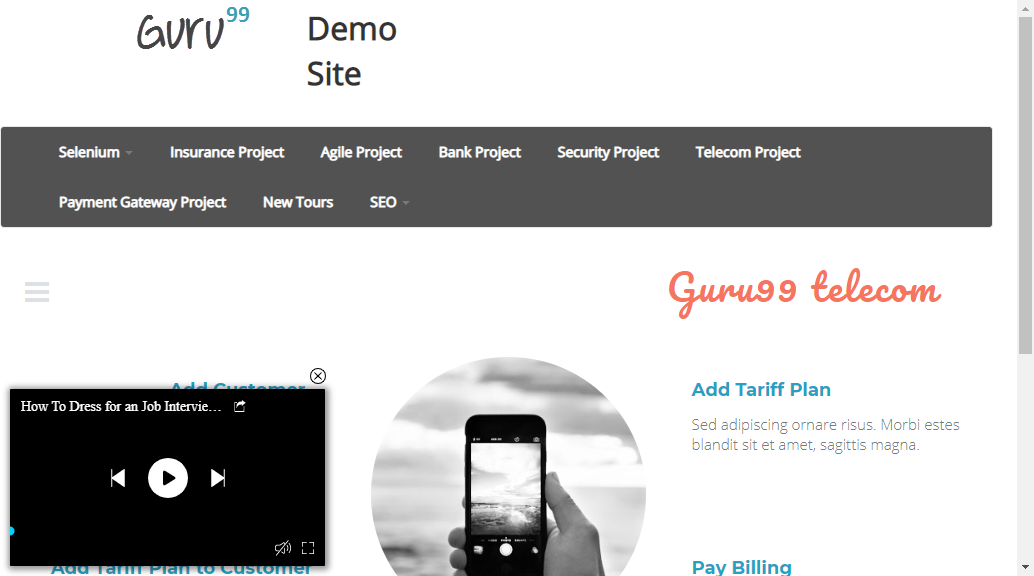 Guru99
Demo
Site
Selenium
Insurance Project
Agile Project
Bank Project
Security Project
Telecom Project
Payment Gateway Project
New Tours
SEO
Guru99 telecom
Add Customer
How To Dress for an Job Intervie...
Add Tariff Plan to Customer
Add Tariff Plan
Sed adipiscing ornare risus. Morbi estes
blandit sit et amet, sagittis magna.
Pay Billing